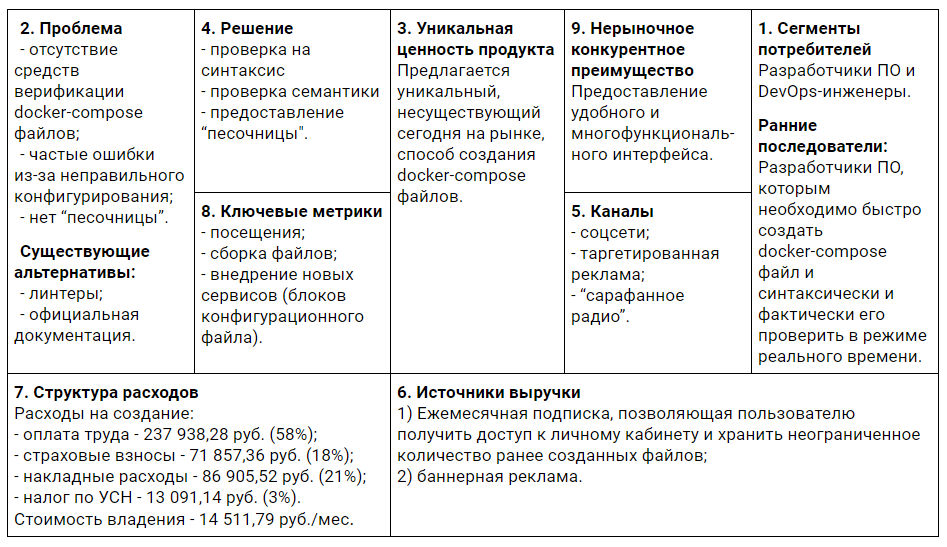 2. Проблема
- отсутствие
средств
верификации
docker-compose
файлов;
- частые ошибки
из-за неправильного
конфигурирования;
- нет “песочницы”.
Существующие
альтернативы:
- линтеры;
- официальная
документация.
4. Решение
- проверка на
синтаксис
- проверка семантики
- предоставление
“песочницы".
8. Ключевые метрики
- посещения;
- сборка файлов;
- внедрение новых
сервисов (блоков
конфигурационного
файла).
3. Уникальная
ценность продукта
Предлагается
уникальный,
несуществующий
сегодня на рынке,
способ создания
docker-compose
файлов.
9. Нерыночное
конкурентное
преимущество
Предоставление
удобного и
многофункциональ-
ного интерфейса.
5. Каналы
- соцсети;
- таргетированная
реклама;
- “сарафанное
радио”.
1. Сегменты
потребителей
Разработчики ПО и
DevOps-инженеры.
Ранние
последователи:
Разработчики ПО,
которым
необходимо быстро
создать
docker-compose
файл и
синтаксически и
фактически его
проверить в режиме
реального времени.
7. Структура расходов
Расходы на создание:
- оплата труда - 237 938,28 руб. (58%);
- страховые взносы - 71 857,36 руб. (18%);
- накладные расходы - 86 905,52 руб. (21%);
- налог по УСН - 13 091,14 руб. (3%).
Стоимость владения - 14 511,79 руб./мес.
6. Источники выручки
1) Ежемесячная подписка, позволяющая пользователю
получить доступ к личному кабинету и хранить неограниченное
количество ранее созданных файлов;
2) баннерная реклама.